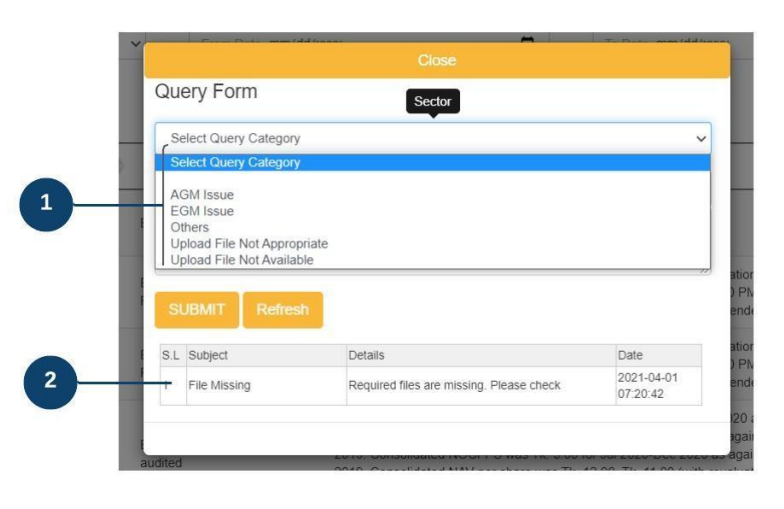 Close
Query Form
Sector
Select Query Category
Select Query Category
AGM Issue
EGM Issue
Others
Upload File Not Appropriate
Upload File Not Available
1
SUBMIT Refresh
S.L Subject Details Date
2 File Missing Required files are missing. Please check 2021-04-01
07:20:42
audited